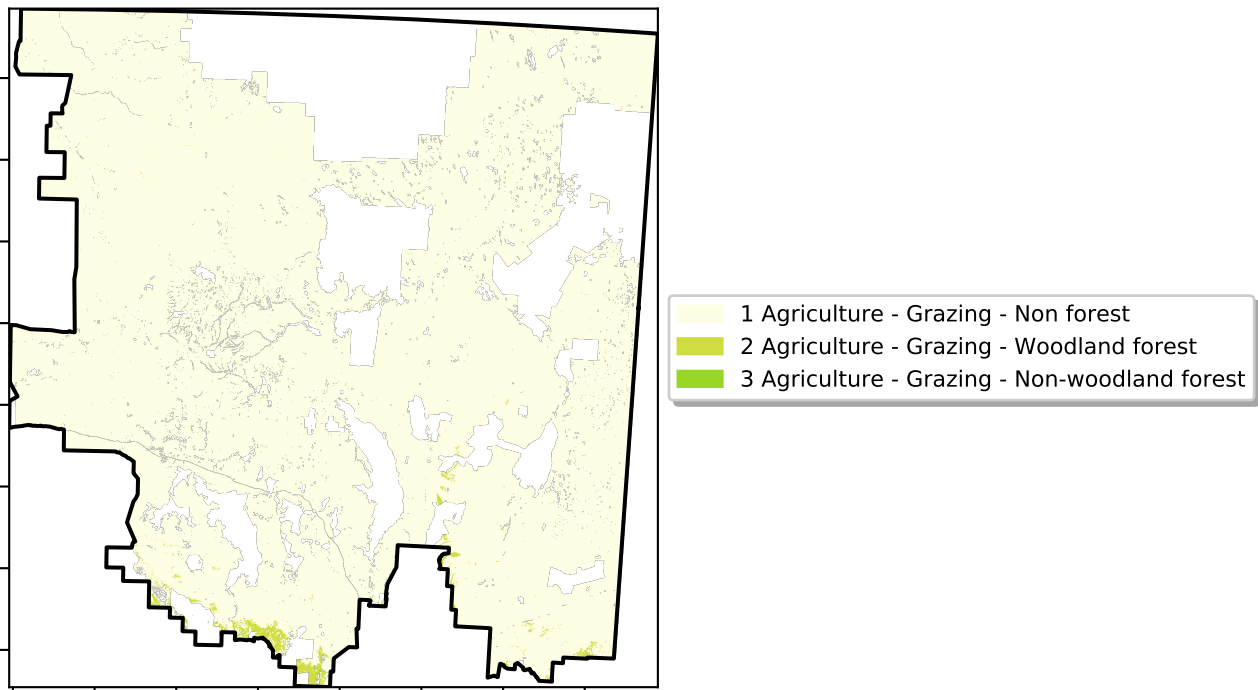 1 Agriculture - Grazing - Non forest
2 Agriculture - Grazing - Woodland forest
3 Agriculture - Grazing - Non-woodland forest